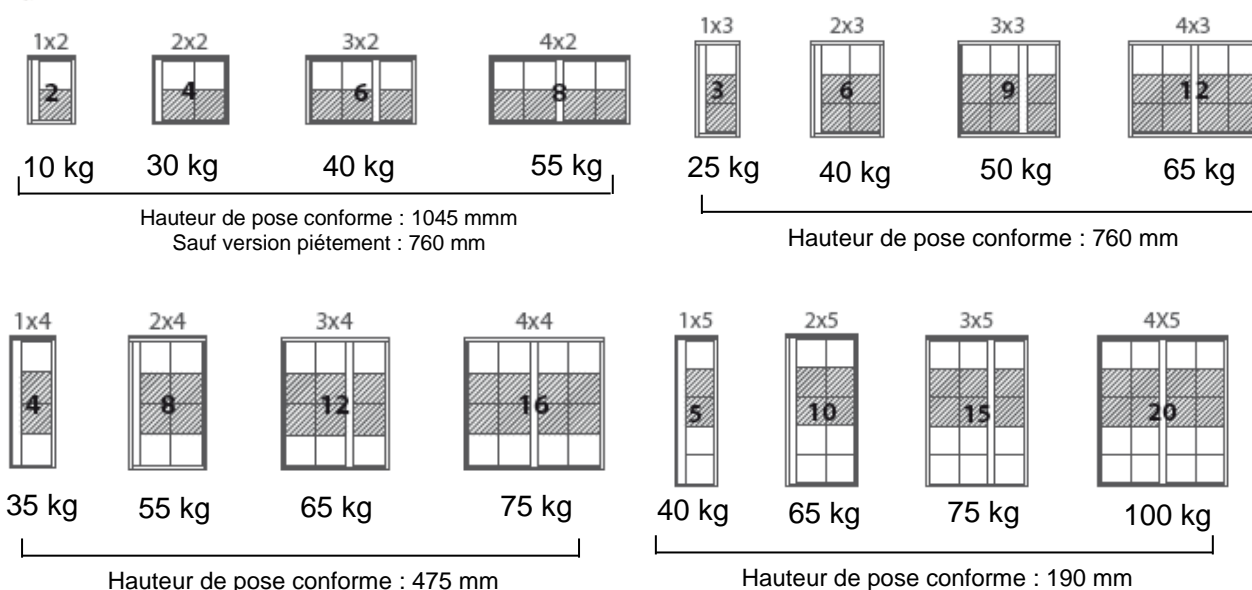 1x2 2x2 3x2 4x2
2 4 6 8
10 kg 30 kg 40 kg 55 kg
Hauteur de pose conforme : 1045 mmm
Sauf version piétement : 760 mm
1x3 2x3 3x3 4x3
3 6 9 12
25 kg 40 kg 50 kg 65 kg
Hauteur de pose conforme : 760 mm
1x4 2x4 3x4 4x4
4 8 12 16
35 kg 55 kg 65 kg 75 kg
Hauteur de pose conforme : 475 mm
1x5 2x5 3x5 4X5
5 10 15 20
40 kg 65 kg 75 kg 100 kg
Hauteur de pose conforme : 190 mm